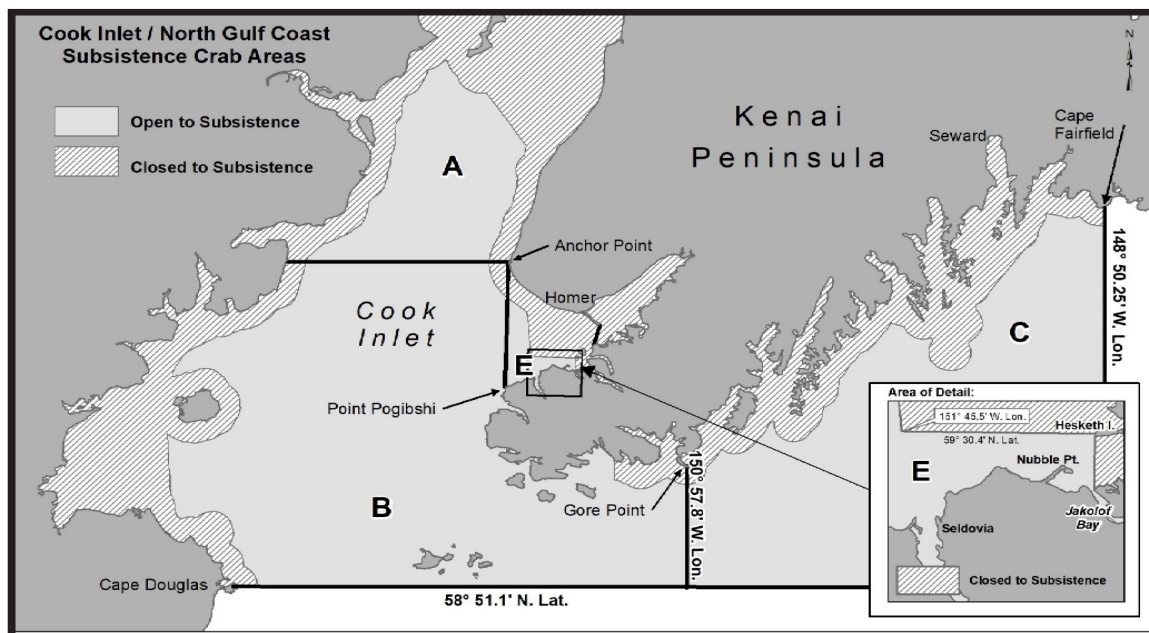 Cook Inlet / North Gulf Coast
Subsistence Crab Areas
Open to Subsistence
Closed to Subsistence
N
Kenai
Peninsula
Seward
Cape
Fairfield
A
Anchor Point
148° 50.25' W. Lon.
Homer
Cook
Inlet
C
E
Point Pogibshi
150° 57.8' W. Lon.
Gore Point
B
Cape Douglas
58° 51.1' N. Lat.
Area of Detail:
151° 45.5' W. Lon.
Hesketh I.
59° 30.4' N. Lat.
Nubble Pt.
E
Jakolof
Bay
Seldovia
Closed to Subsistence